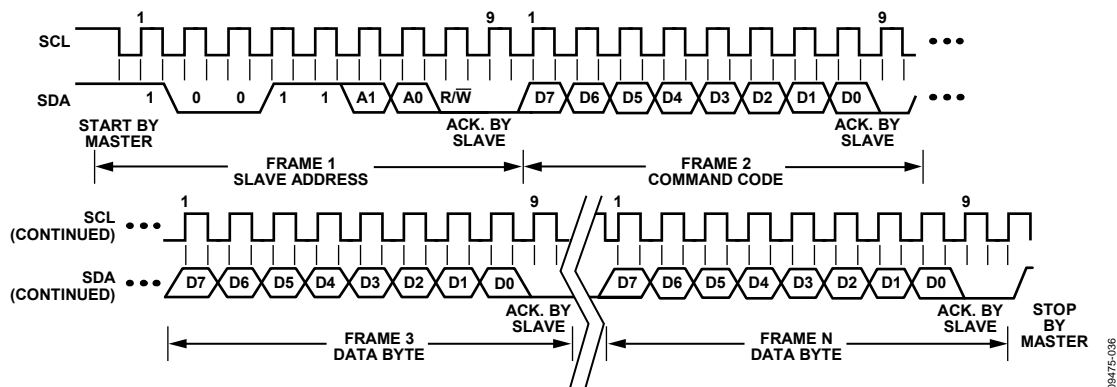 1 9 1 9
SCL
SDA 1 0 0 1 1 A1 A0 R/W̅ D7 D6 D5 D4 D3 D2 D1 D0
START BY MASTER
ACK. BY SLAVE
ACK. BY SLAVE
FRAME 1
SLAVE ADDRESS
FRAME 2
COMMAND CODE
1 9 1 9
SCL
(CONTINUED)
SDA
(CONTINUED)
D7 D6 D5 D4 D3 D2 D1 D0 D7 D6 D5 D4 D3 D2 D1 D0
ACK. BY SLAVE
ACK. BY SLAVE
STOP BY MASTER
FRAME 3
DATA BYTE
FRAME N
DATA BYTE
09475-036